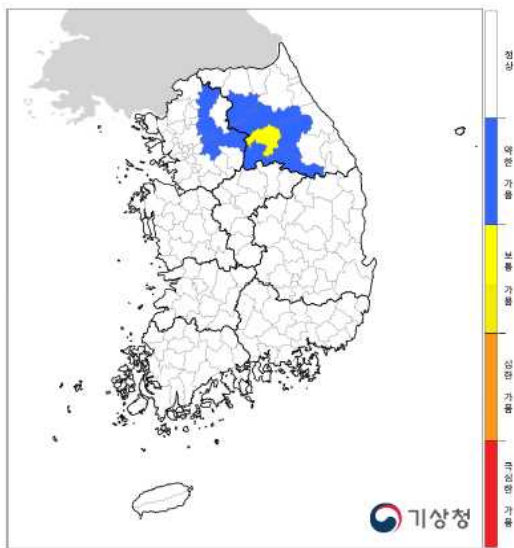 정상
약한 가뭄
보통 가뭄
심한 가뭄
극심한 가뭄
기상청